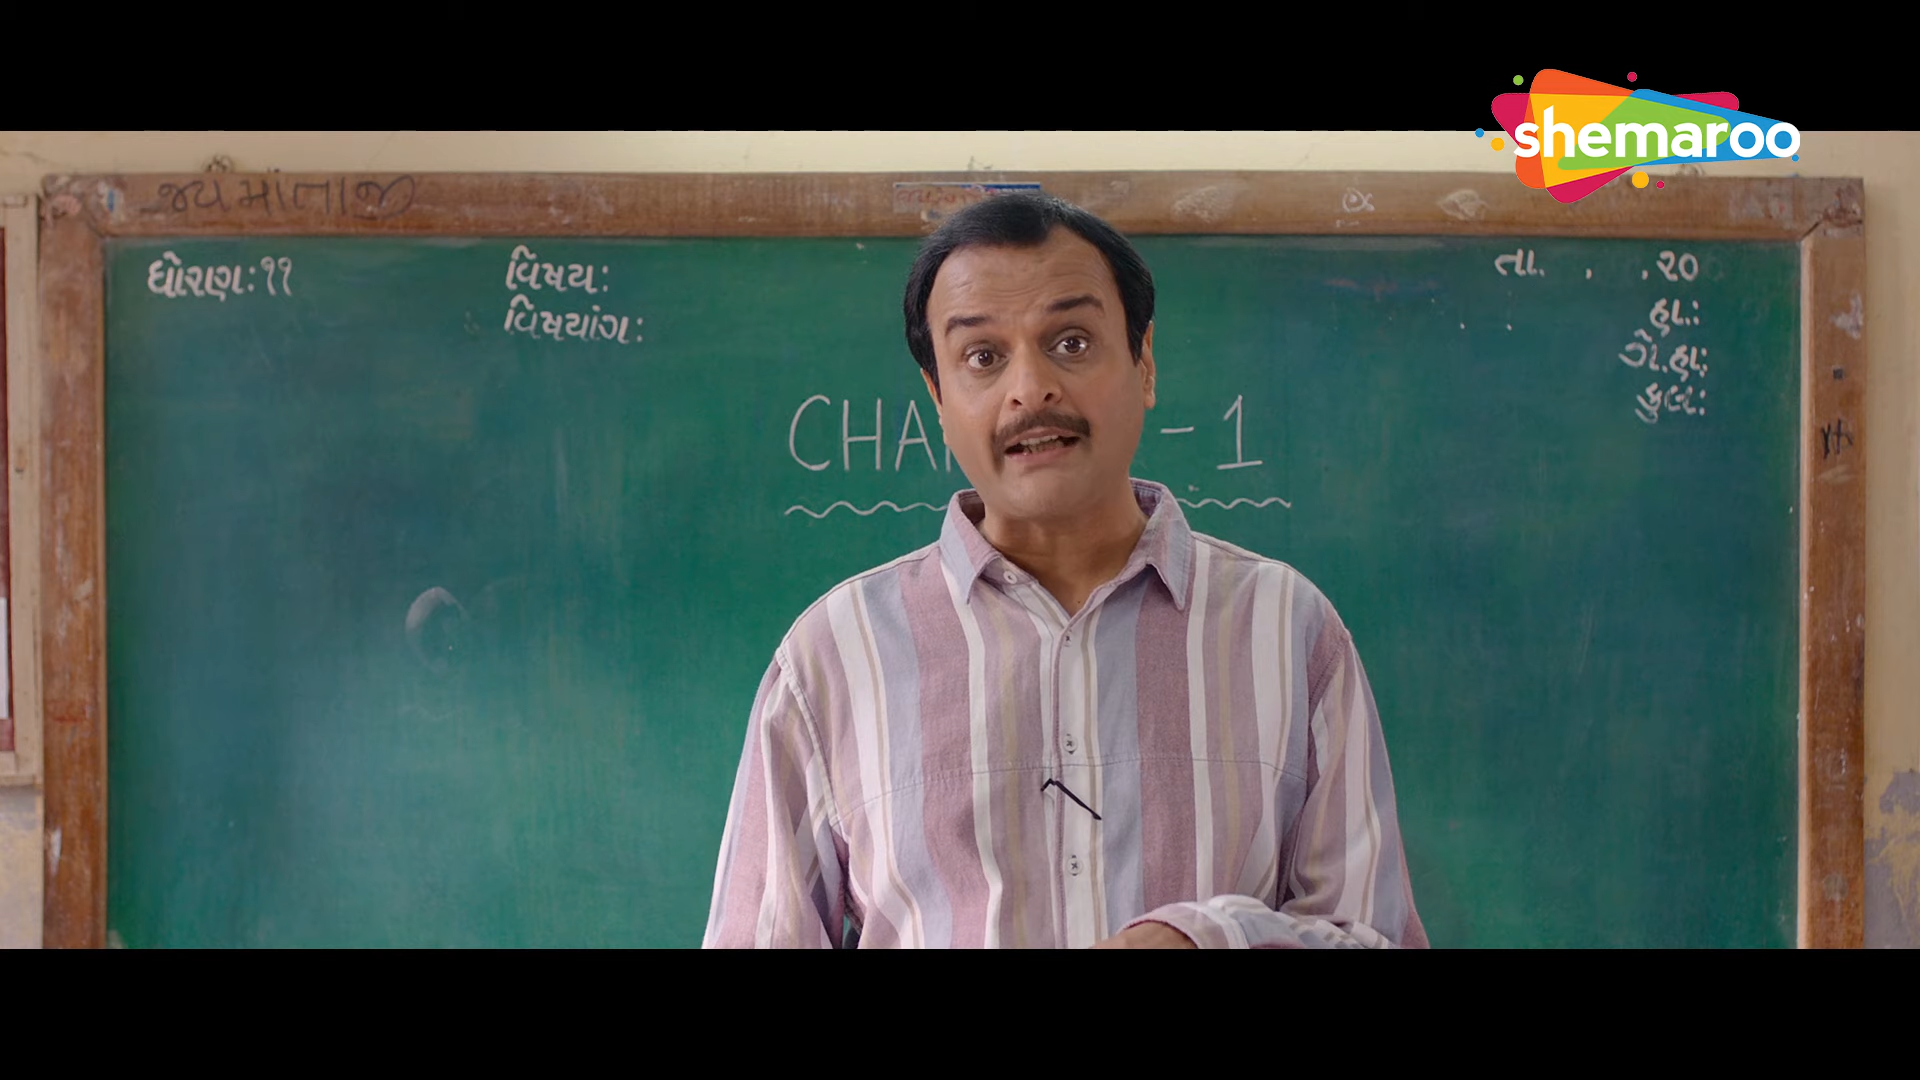 shemaroo
જય માતાજી
ધોરણ: ૧૧
વિષય:
વિષયાંગ:
તા. . .૨૦
હા.:
ગે.હા.:
કુલ:
CHA - 1